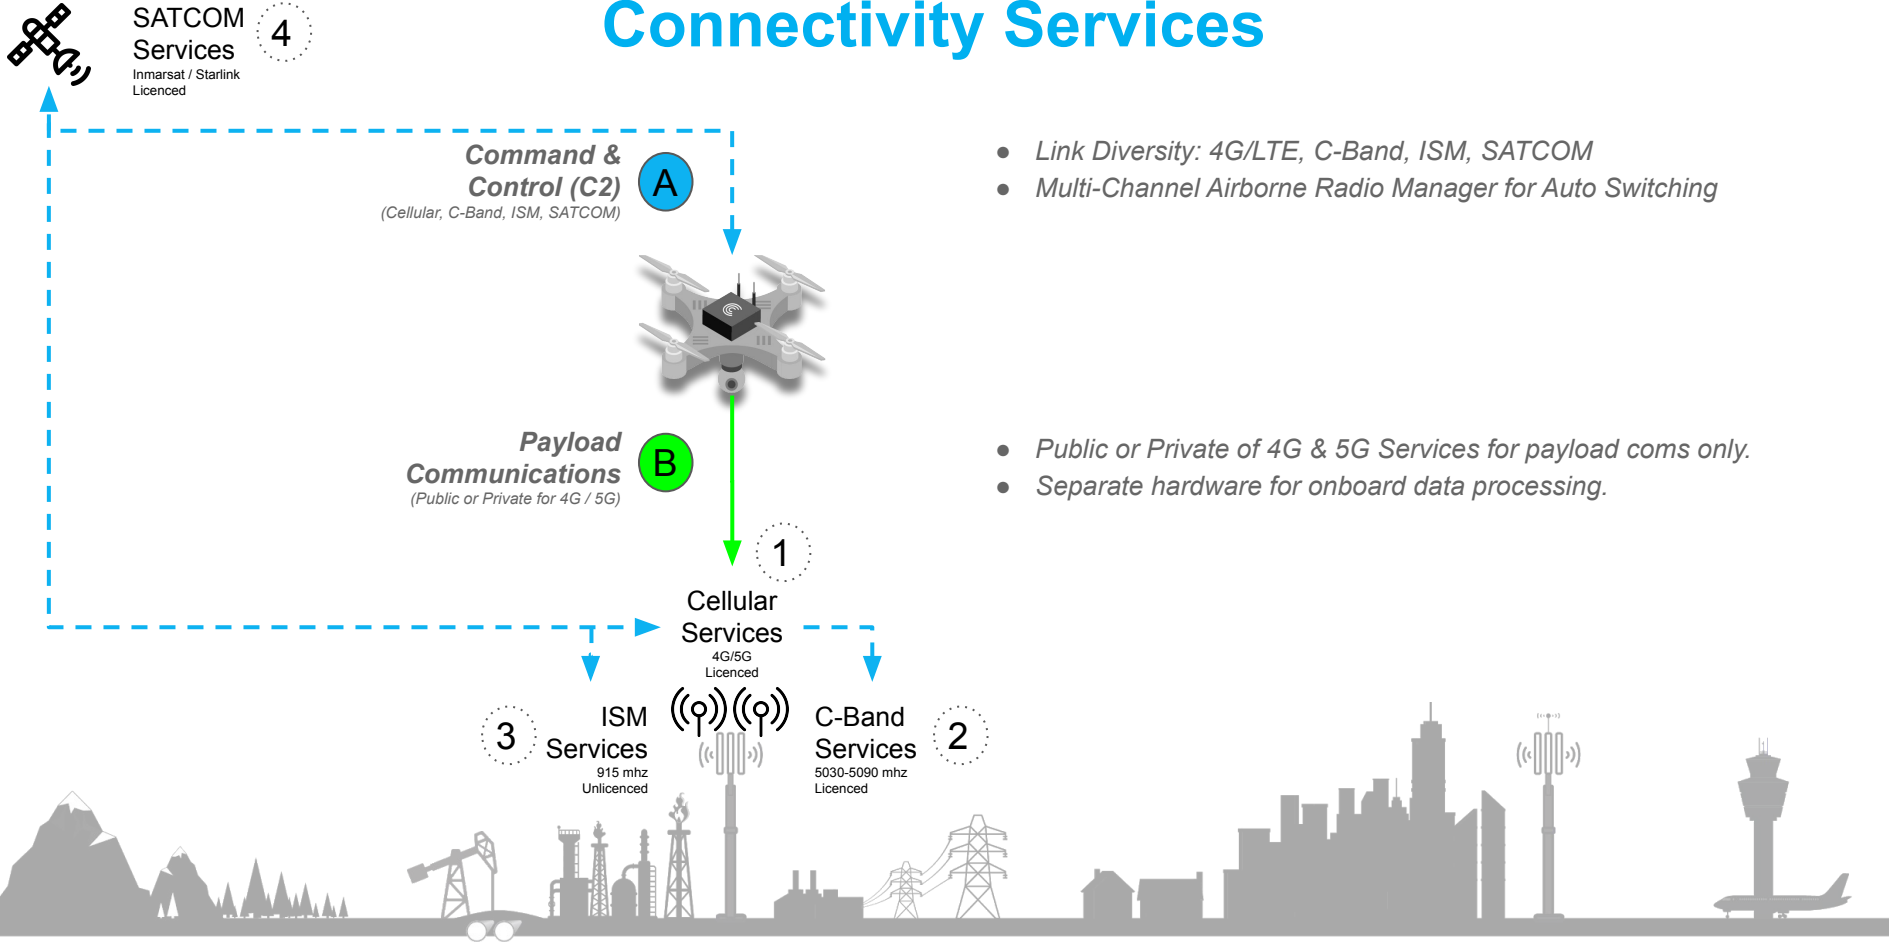 Connectivity Services
SATCOM
Services
Inmarsat / Starlink
Licenced
4
Command &
Control (C2)
(Cellular, C-Band, ISM, SATCOM)
A
● Link Diversity: 4G/LTE, C-Band, ISM, SATCOM
● Multi-Channel Airborne Radio Manager for Auto Switching
Payload
Communications
(Public or Private for 4G / 5G)
B
● Public or Private of 4G & 5G Services for payload coms only.
● Separate hardware for onboard data processing.
1
Cellular
Services
4G/5G
Licenced
3
ISM
Services
915 mhz
Unlicenced
C-Band
Services
5030-5090 mhz
Licenced
2